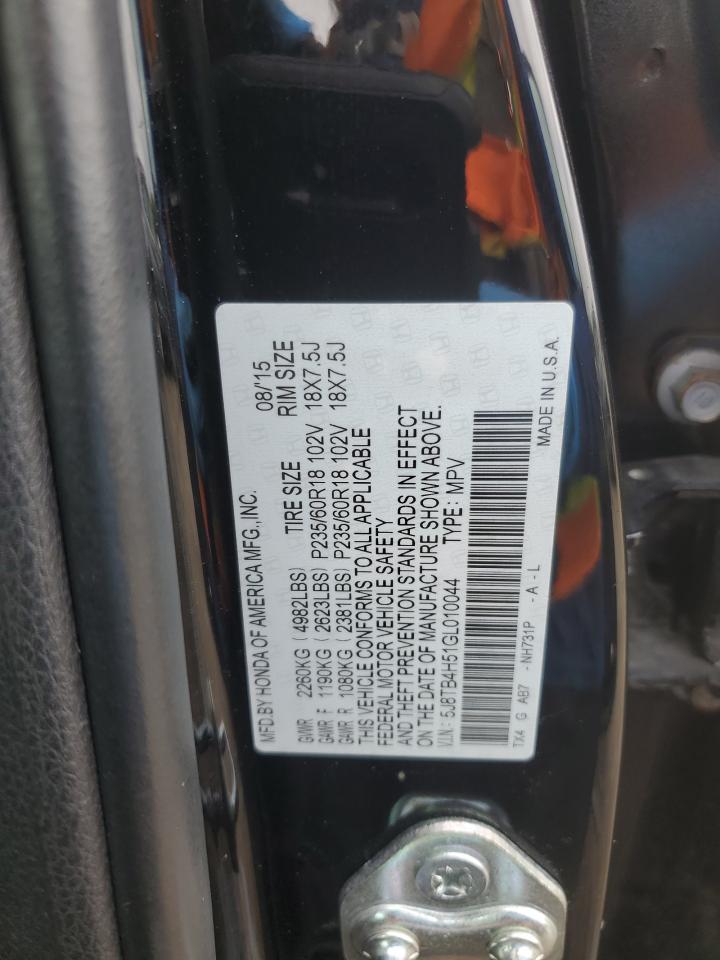 MFD.BY HONDA OF AMERICA MFG.,INC. 08/'15
TIRE SIZE RIM SIZE
GVWR 2260KG ( 4982LBS)
GAWR F 1190KG ( 2623LBS) P235/60R18 102V 18X7.5J
GAWR R 1080KG ( 2381LBS) P235/60R18 102V 18X7.5J
THIS VEHICLE CONFORMS TO ALL APPLICABLE
FEDERAL MOTOR VEHICLE SAFETY
AND THEFT PREVENTION STANDARDS IN EFFECT
ON THE DATE OF MANUFACTURE SHOWN ABOVE.
V.I.N.: 5J8TB4H51GL010044 TYPE: MPV
TX4 G AB7 - NH731P - A - L
MADE IN U.S.A.